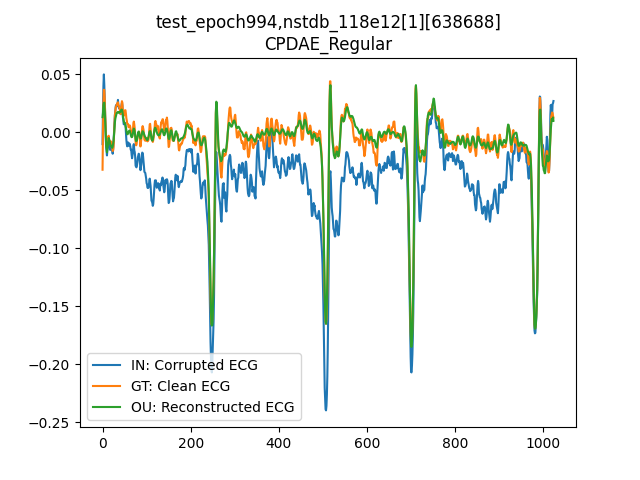 test_epoch994,nstdb_118e12[1][638688]
CPDAE_Regular
0.05
0.00
−0.05
−0.10
−0.15
−0.20
−0.25
IN: Corrupted ECG
GT: Clean ECG
OU: Reconstructed ECG
0 200 400 600 800 1000